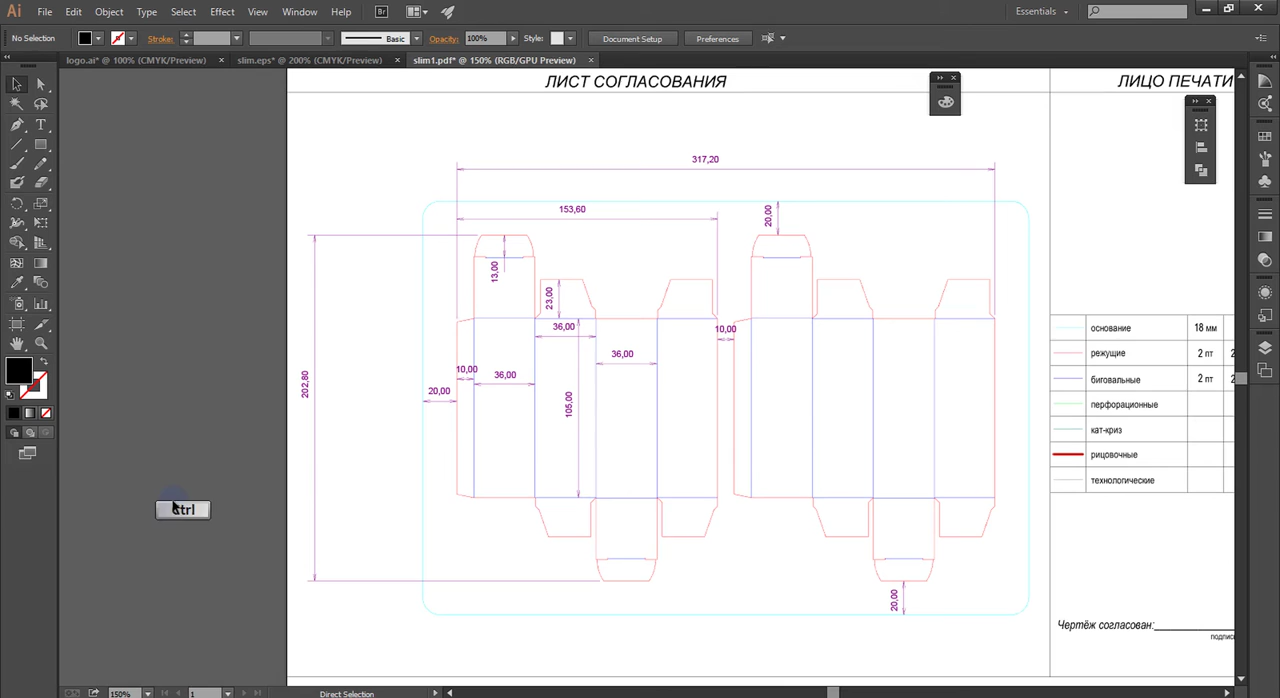 Ai File Edit Object Type Select Effect View Window Help Br Essentials
No Selection Stroke: Basic Opacity: 100% Style: Document Setup Preferences
logo.ai* @ 100% (CMYK/Preview) × slim.eps* @ 200% (CMYK/Preview) × slim1.pdf* @ 150% (RGB/GPU Preview) ×
ЛИСТ СОГЛАСОВАНИЯ
ЛИЦО ПЕЧАТИ
317,20
153,60
20,00
13,00
23,00
36,00
10,00
36,00
10,00
36,00
20,00
105,00
202,80
20,00
основание 18 мм
режущие 2 пт 2
биговальные 2 пт 2
перфорационные
кат-криз
рицовочные
технологические
Ctrl
Чертёж согласован:
подпис
150% 1 Direct Selection